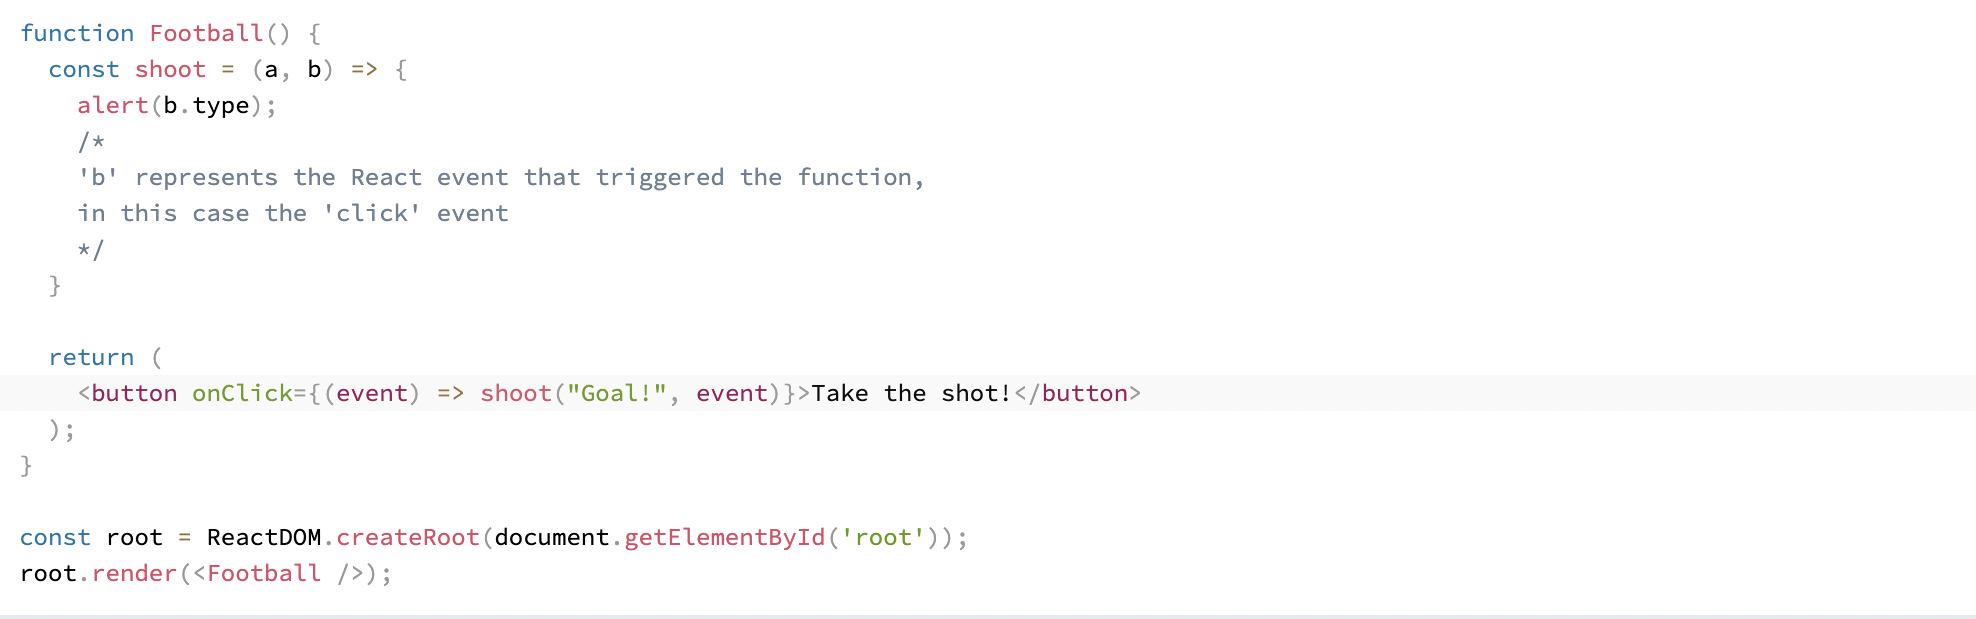 function Football() {
  const shoot = (a, b) => {
    alert(b.type);
    /*
    'b' represents the React event that triggered the function,
    in this case the 'click' event
    */
  }

  return (
    <button onClick={(event) => shoot("Goal!", event)}>Take the shot!</button>
  );
}

const root = ReactDOM.createRoot(document.getElementById('root'));
root.render(<Football />);